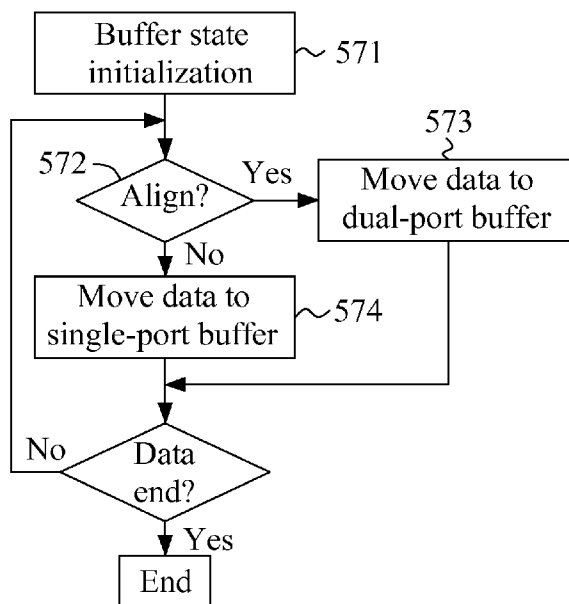 Buffer state
initialization
571
572
Align?
Yes
573
Move data to
dual-port buffer
No
Move data to
single-port buffer
574
No
Data
end?
Yes
End